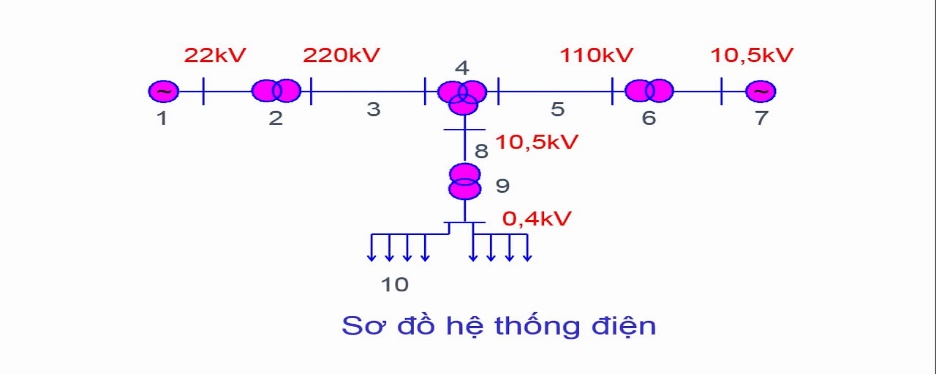 22kV 220kV 4 110kV 10,5kV
~ ~
1 2 3 5 6 7
8 10,5kV
9
0,4kV
10
Sơ đồ hệ thống điện